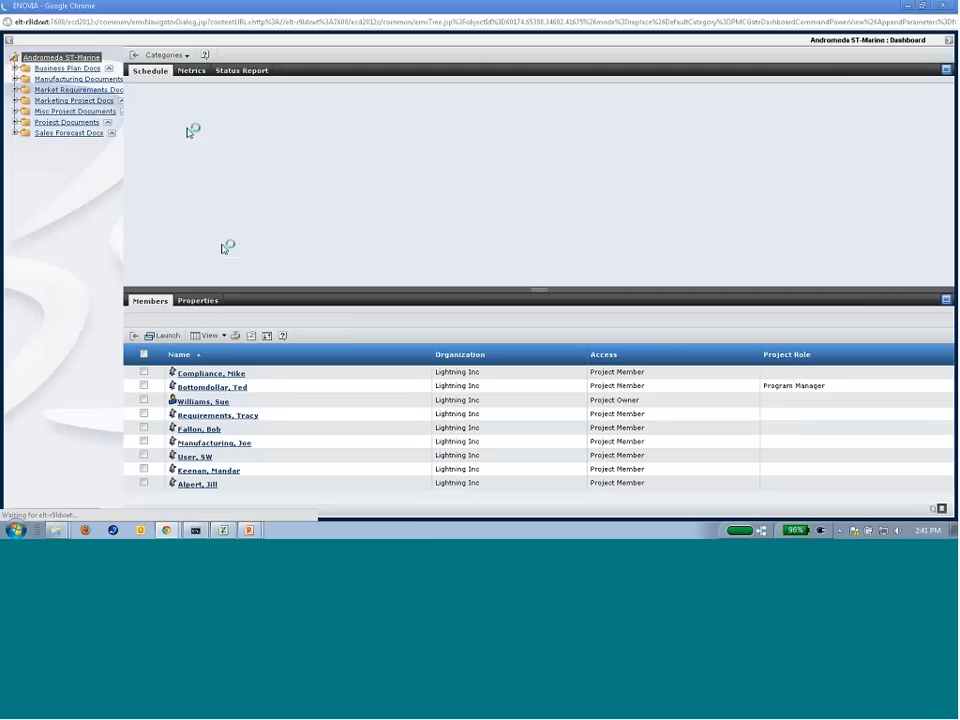 ENOVIA - Google Chrome
Andromeda ST-Marine : Dashboard
Andromeda ST-Marine
Business Plan Docs
Manufacturing Documents
Market Requirements Doc
Marketing Project Docs
Misc Project Documents
Project Documents
Sales Forecast Docs
Categories
Schedule Metrics Status Report
Members Properties
Launch View
Name Organization Access Project Role
Compliance, Mike Lightning Inc Project Member
Bottomdollar, Ted Lightning Inc Project Member Program Manager
Williams, Sue Lightning Inc Project Owner
Requirements, Tracy Lightning Inc Project Member
Fallon, Bob Lightning Inc Project Member
Manufacturing, Joe Lightning Inc Project Member
User, SW Lightning Inc Project Member
Keenan, Mandar Lightning Inc Project Member
Alpert, Jill Lightning Inc Project Member
Waiting for elt-r9ldwwt...
96% 2:41 PM